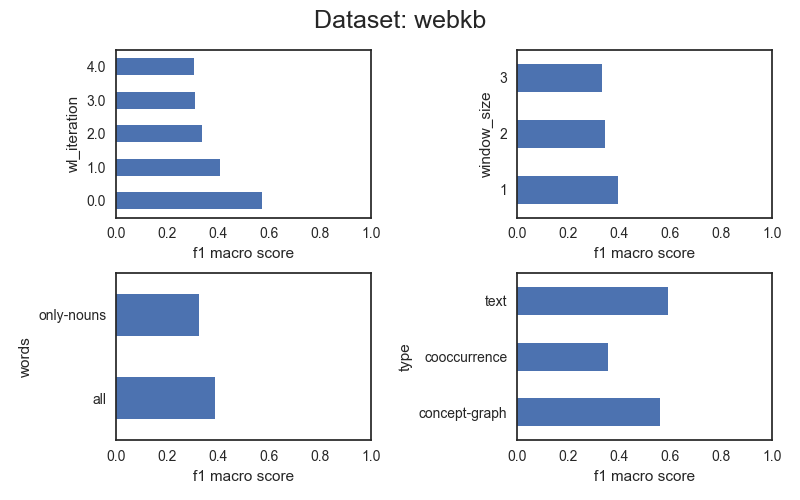 Dataset: webkb
wl_iteration
4.0
3.0
2.0
1.0
0.0
0.0 0.2 0.4 0.6 0.8 1.0
f1 macro score
window_size
3
2
1
0.0 0.2 0.4 0.6 0.8 1.0
f1 macro score
words
only-nouns
all
0.0 0.2 0.4 0.6 0.8 1.0
f1 macro score
type
text
cooccurrence
concept-graph
0.0 0.2 0.4 0.6 0.8 1.0
f1 macro score